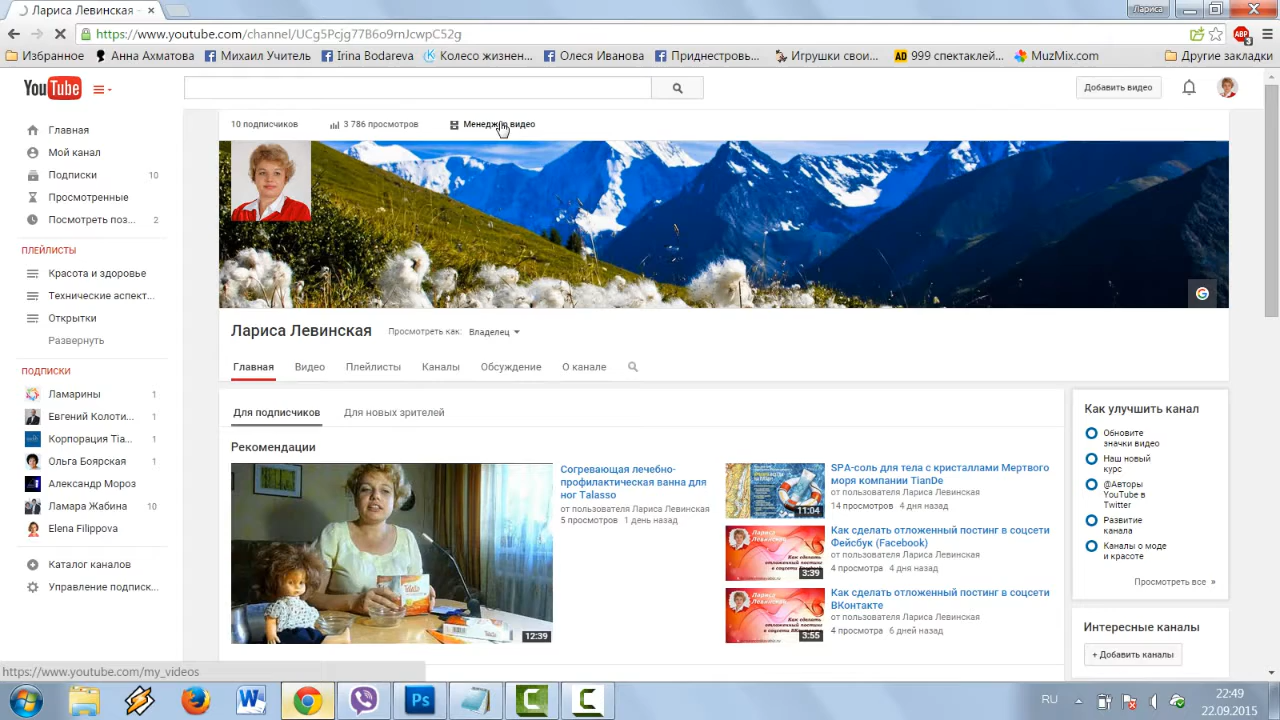 Лариса Левинская -
Лариса
https://www.youtube.com/channel/UCg5Pcjg77B6o9rnJcwpC52g
ABP
3
Избранное
Анна Ахматова
Михаил Учитель
Irina Bodareva
Колесо жизнен...
Олеся Иванова
Приднестровс...
Игрушки свои...
AD 999 спектаклей...
MuzMix.com
Другие закладки
YouTube
Добавить видео
Главная
Мой канал
Подписки 10
Просмотренные
Посмотреть поз... 2
ПЛЕЙЛИСТЫ
Красота и здоровье
Технические аспект...
Открытки
Развернуть
ПОДПИСКИ
Ламарины 1
Евгений Колоти... 1
Корпорация Tia... 1
Ольга Боярская 1
Александр Мороз
Ламара Жабина 10
Elena Filippova
Каталог каналов
Управление подписк...
10 подписчиков
3 786 просмотров
Менеджер видео
G
Лариса Левинская
Просмотреть как: Владелец
Главная
Видео
Плейлисты
Каналы
Обсуждение
О канале
Для подписчиков
Для новых зрителей
Рекомендации
12:39
Согревающая лечебно-
профилактическая ванна для
ног Talasso
от пользователя Лариса Левинская
5 просмотров 1 день назад
11:04
SPA-соль для тела с кристаллами Мертвого
моря компании TianDe
от пользователя Лариса Левинская
14 просмотров 4 дня назад
3:39
Как сделать отложенный постинг в соцсети
Фейсбук (Facebook)
от пользователя Лариса Левинская
4 просмотра 4 дня назад
3:55
Как сделать отложенный постинг в соцсети
ВКонтакте
от пользователя Лариса Левинская
4 просмотра 6 дней назад
Как улучшить канал
Обновите
значки видео
Наш новый
курс
@Авторы
YouTube в
Twitter
Развитие
канала
Каналы о моде
и красоте
Просмотреть все »
Интересные каналы
+ Добавить каналы
https://www.youtube.com/my_videos
W
Ps
C
C
RU
22:49
22.09.2015